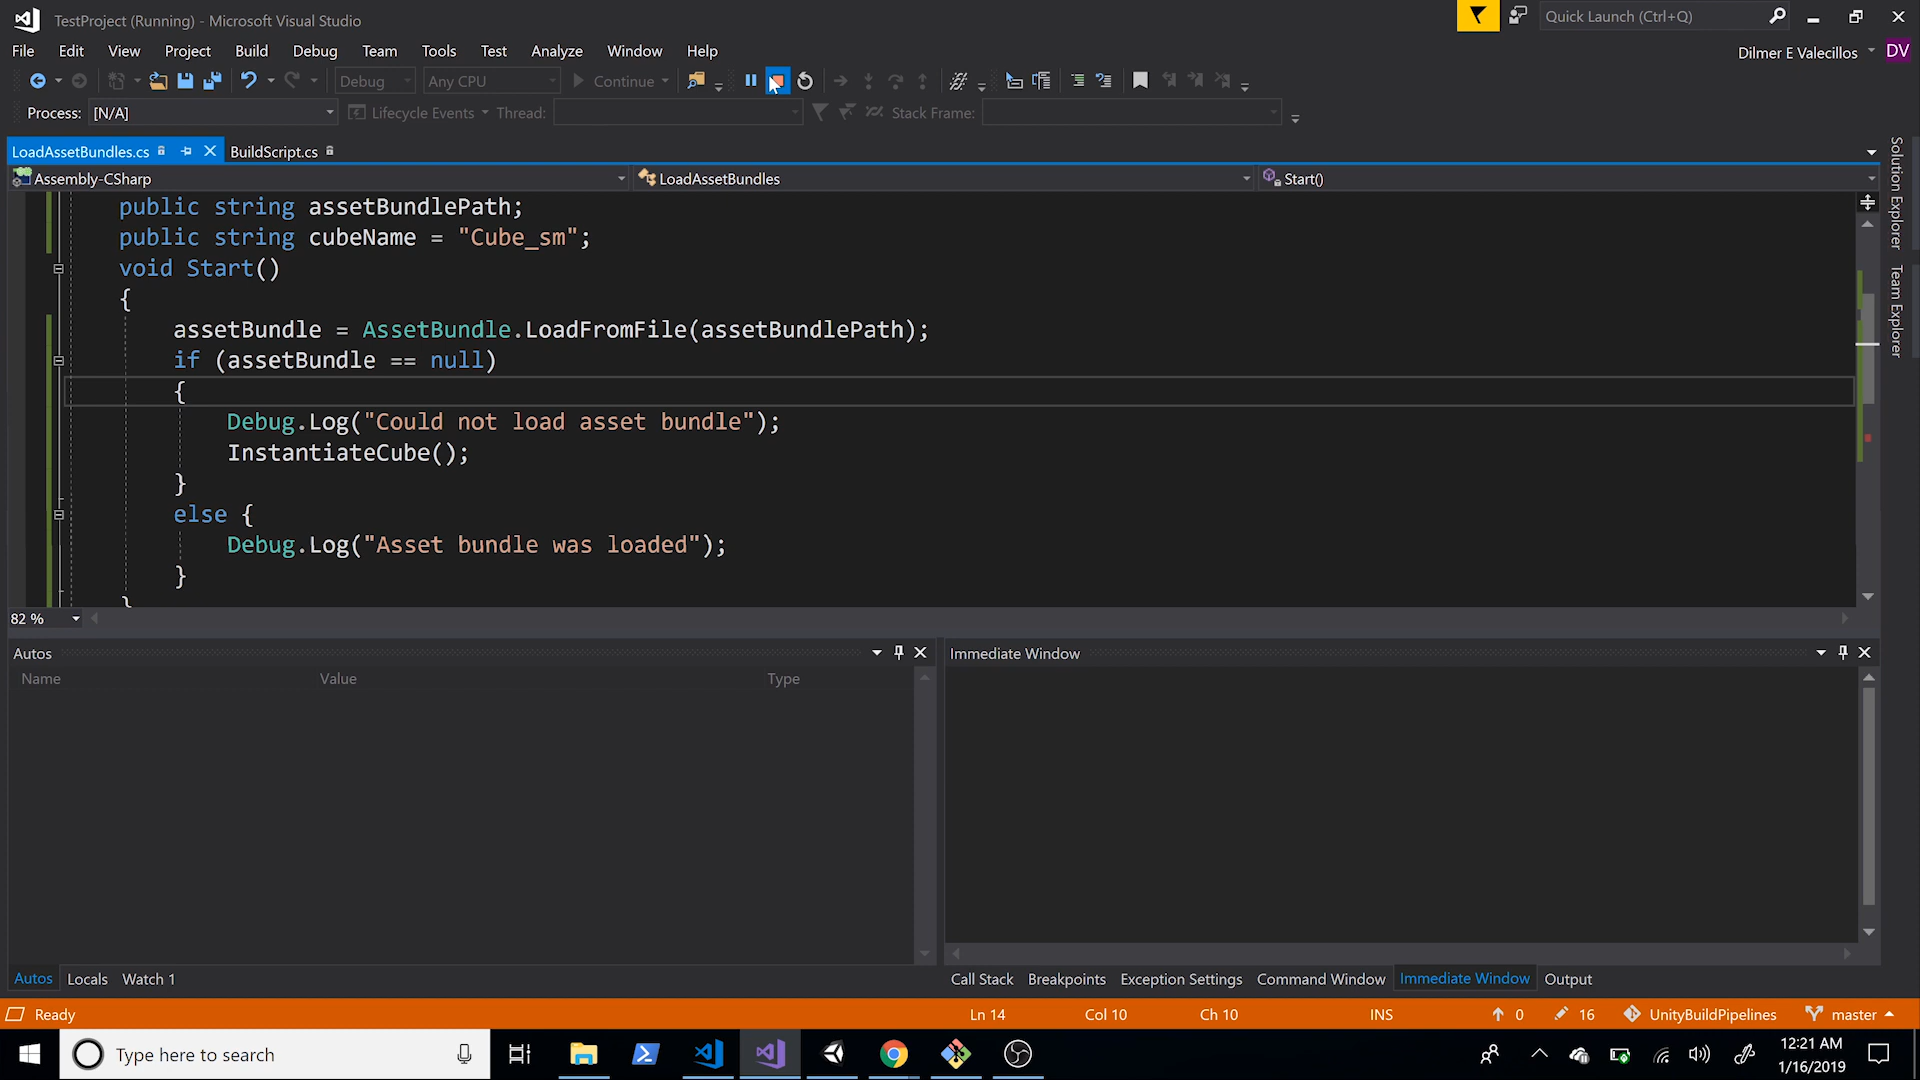 TestProject (Running) - Microsoft Visual Studio
Quick Launch (Ctrl+Q)
File Edit View Project Build Debug Team Tools Test Analyze Window Help
Dilmer E Valecillos DV
Debug Any CPU Continue
Process: [N/A] Lifecycle Events Thread: Stack Frame:
LoadAssetBundles.cs BuildScript.cs
Assembly-CSharp LoadAssetBundles Start()
Solution Explorer
Team Explorer
public string assetBundlePath;
public string cubeName = "Cube_sm";
void Start()
{
assetBundle = AssetBundle.LoadFromFile(assetBundlePath);
if (assetBundle == null)
{
Debug.Log("Could not load asset bundle");
InstantiateCube();
}
else {
Debug.Log("Asset bundle was loaded");
}
}
82 %
Autos
Name Value Type
Immediate Window
Autos Locals Watch 1
Call Stack Breakpoints Exception Settings Command Window Immediate Window Output
Ready Ln 14 Col 10 Ch 10 INS 0 16 UnityBuildPipelines master
Type here to search
12:21 AM
1/16/2019